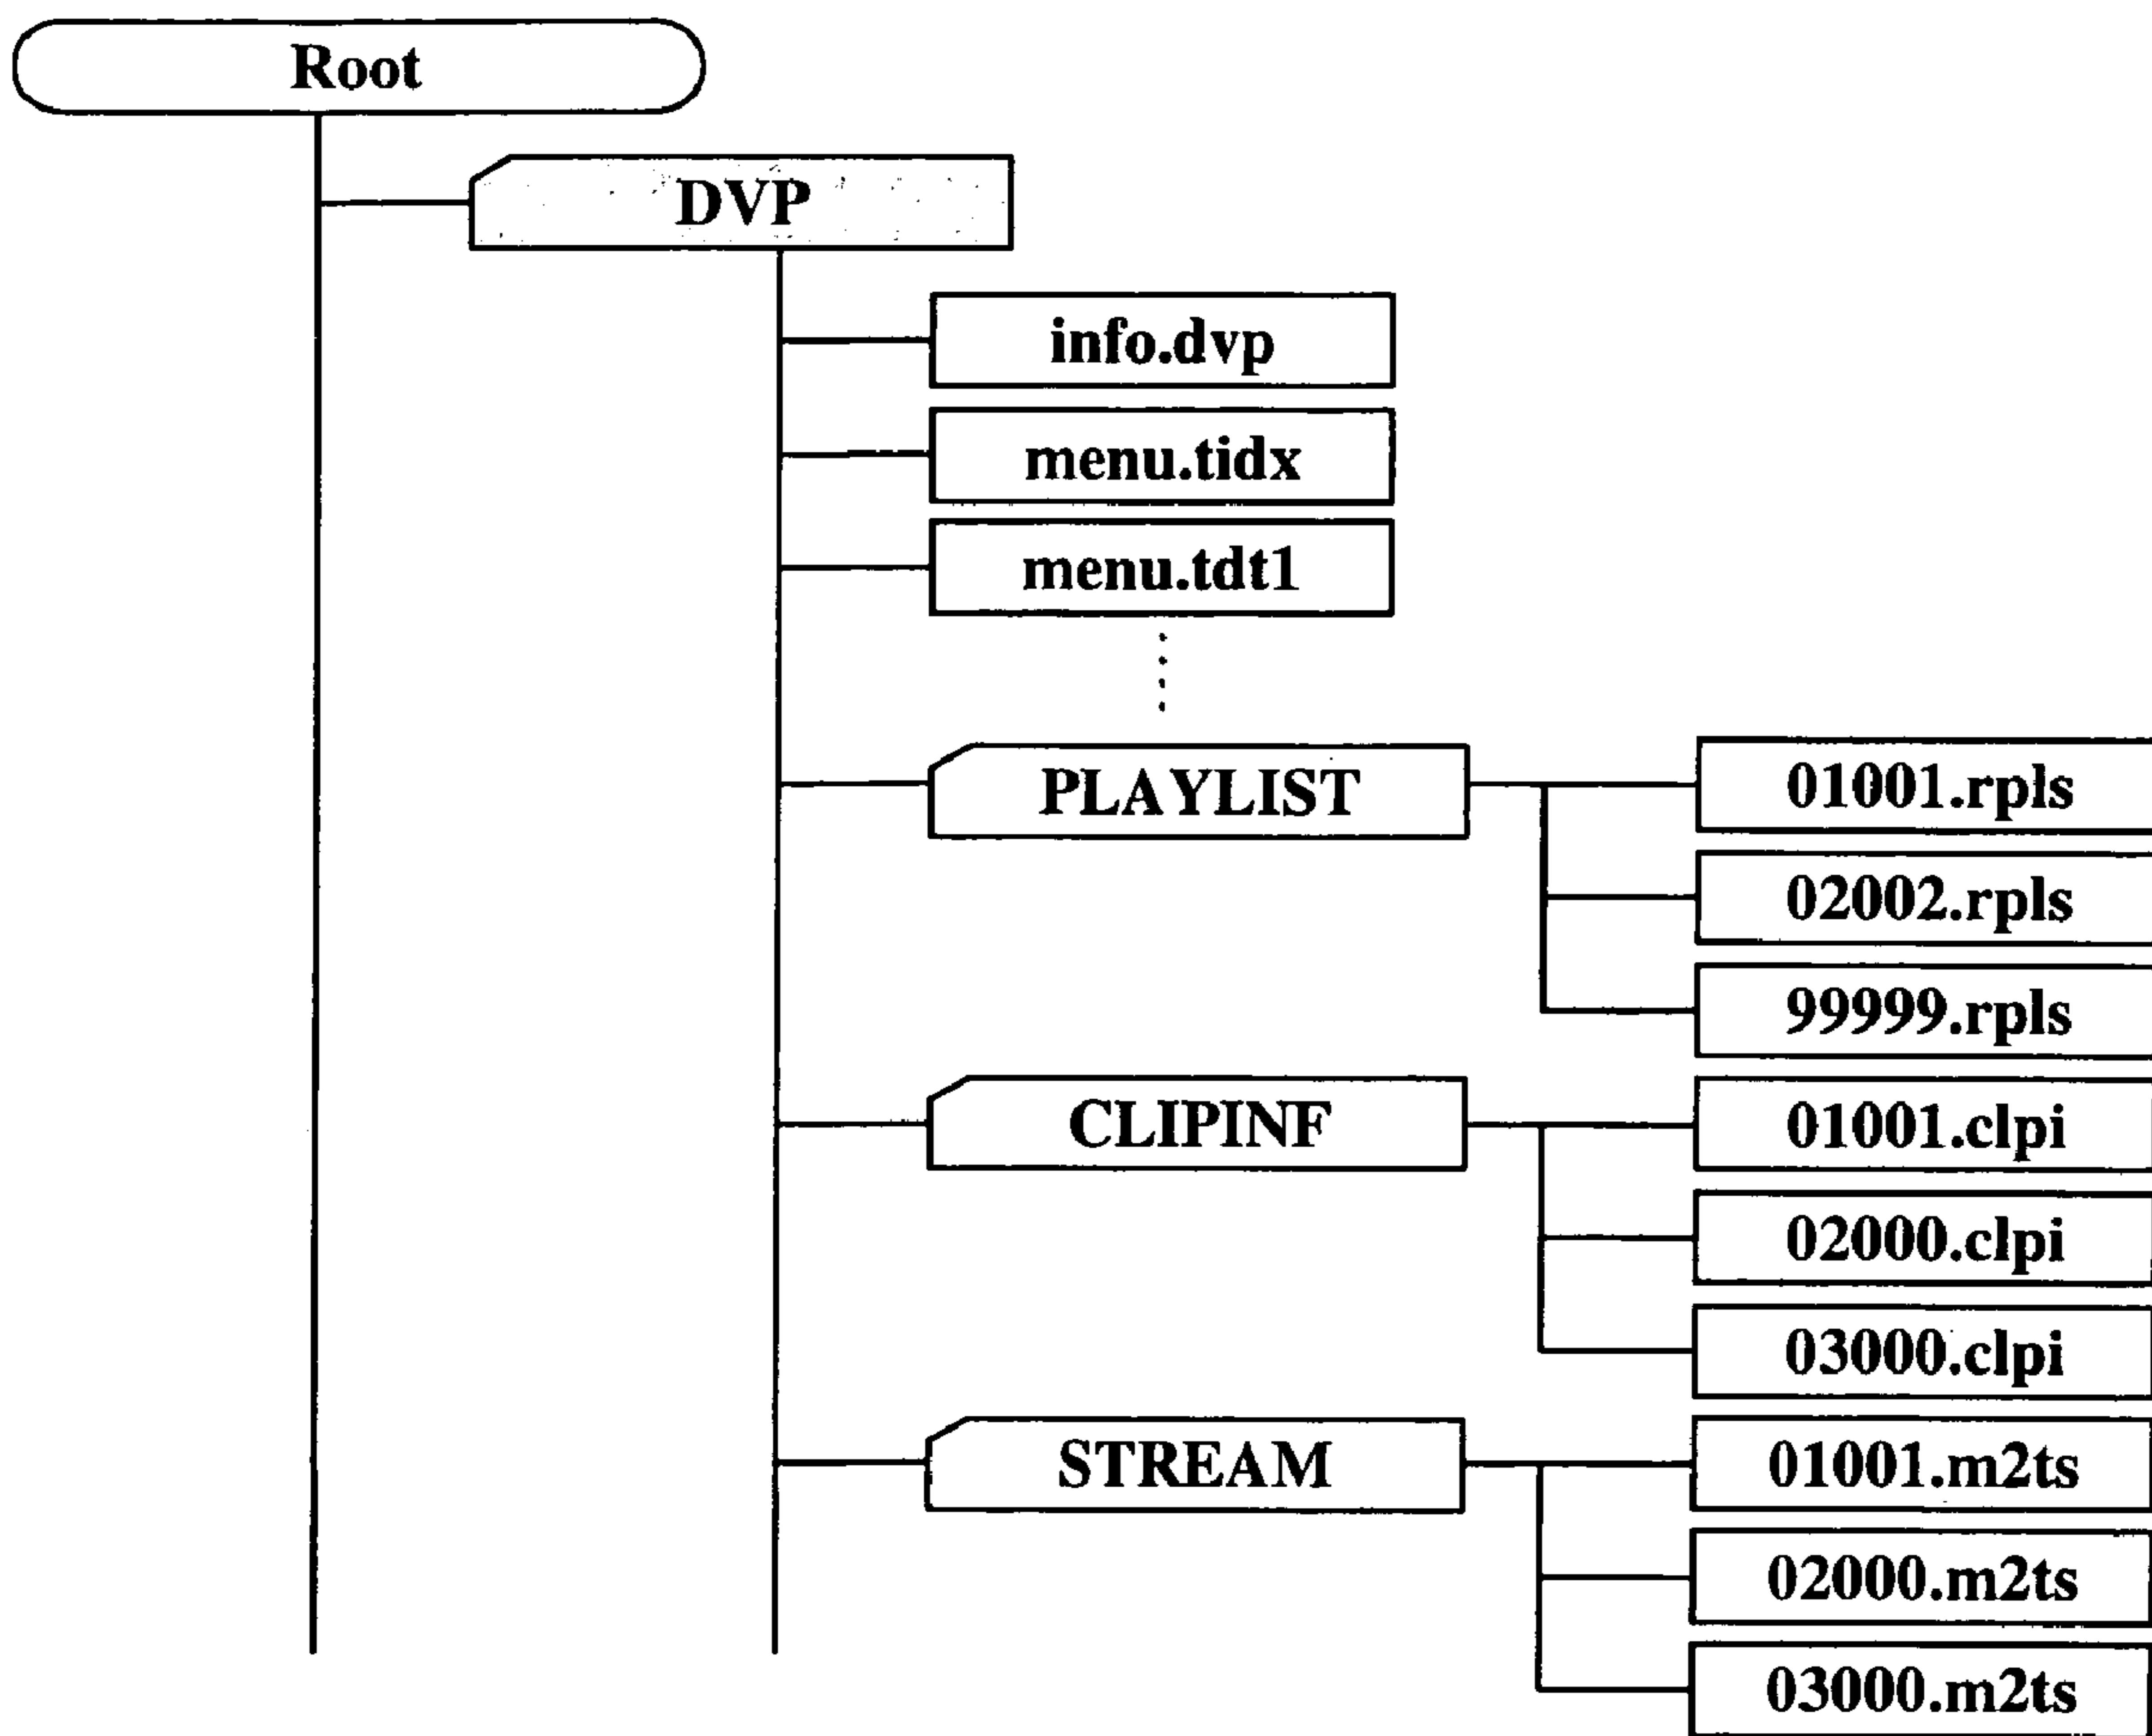 Root
DVP
info.dvp
menu.tidx
menu.tdt1
PLAYLIST
01001.rpls
02002.rpls
99999.rpls
CLIPINF
01001.clpi
02000.clpi
03000.clpi
STREAM
01001.m2ts
02000.m2ts
03000.m2ts